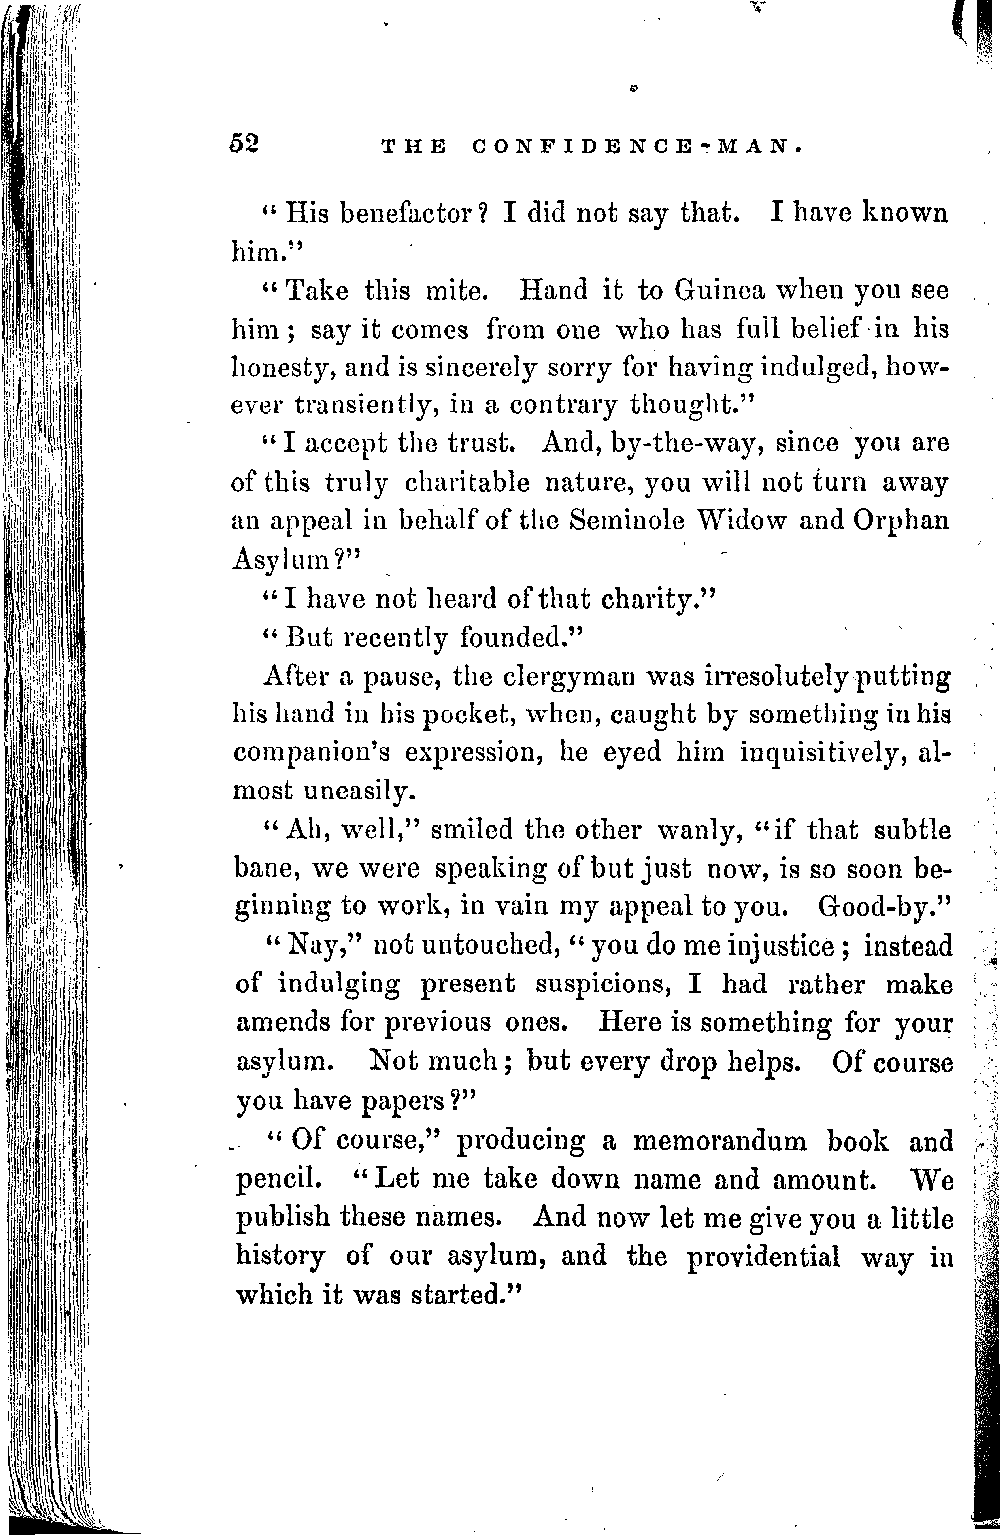 52 THE CONFIDENCE-MAN.
"His benefactor? I did not say that. I have known
him."
"Take this mite. Hand it to Guinea when you see
him; say it comes from one who has full belief in his
honesty, and is sincerely sorry for having indulged, how-
ever transiently, in a contrary thought."
"I accept the trust. And, by-the-way, since you are
of this truly charitable nature, you will not turn away
an appeal in behalf of the Seminole Widow and Orphan
Asylum?"
"I have not heard of that charity."
"But recently founded."
After a pause, the clergyman was irresolutely putting
his hand in his pocket, when, caught by something in his
companion's expression, he eyed him inquisitively, al-
most uneasily.
"Ah, well," smiled the other wanly, "if that subtle
bane, we were speaking of but just now, is so soon be-
ginning to work, in vain my appeal to you. Good-by."
"Nay," not untouched, "you do me injustice; instead
of indulging present suspicions, I had rather make
amends for previous ones. Here is something for your
asylum. Not much; but every drop helps. Of course
you have papers?"
"Of course," producing a memorandum book and
pencil. "Let me take down name and amount. We
publish these names. And now let me give you a little
history of our asylum, and the providential way in
which it was started."